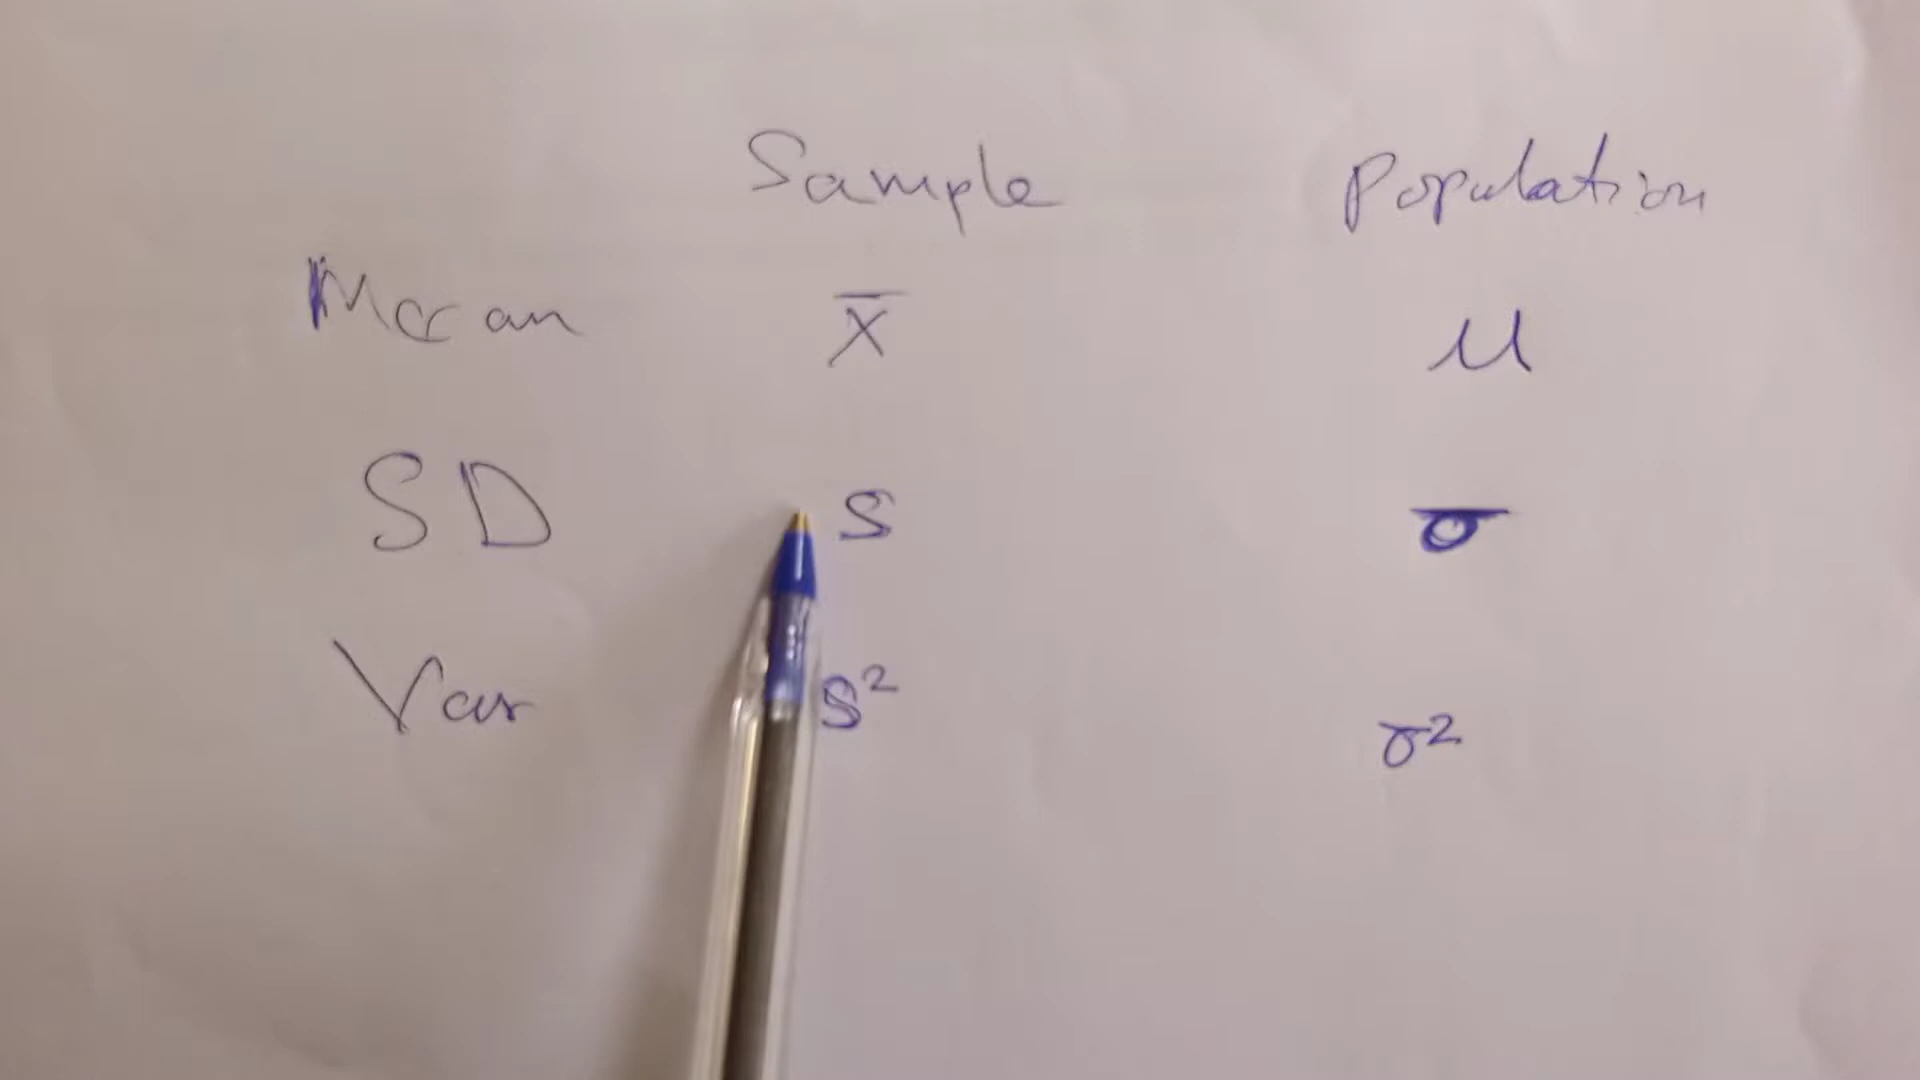 Sample Population
Mean x̄ μ
SD s σ
Var s² σ²